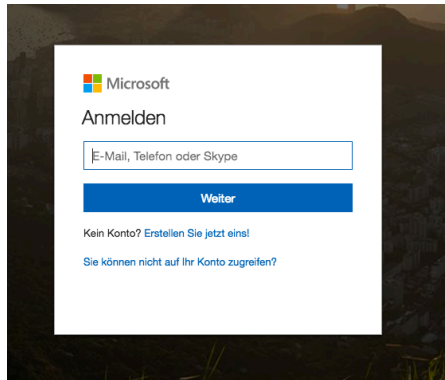 Microsoft
Anmelden
E-Mail, Telefon oder Skype
Weiter
Kein Konto? Erstellen Sie jetzt eins!
Sie können nicht auf Ihr Konto zugreifen?